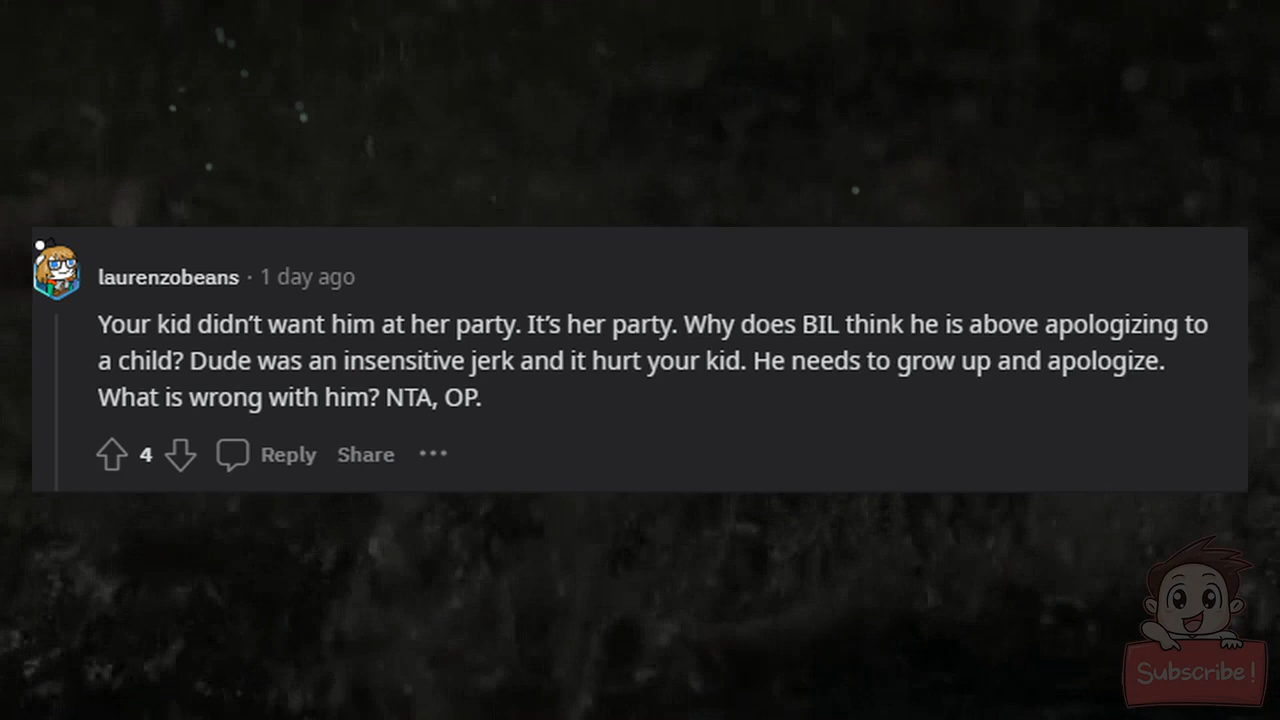 laurenzobeans · 1 day ago
Your kid didn’t want him at her party. It’s her party. Why does BIL think he is above apologizing to
a child? Dude was an insensitive jerk and it hurt your kid. He needs to grow up and apologize.
What is wrong with him? NTA, OP.
4 Reply Share ···
Subscribe!